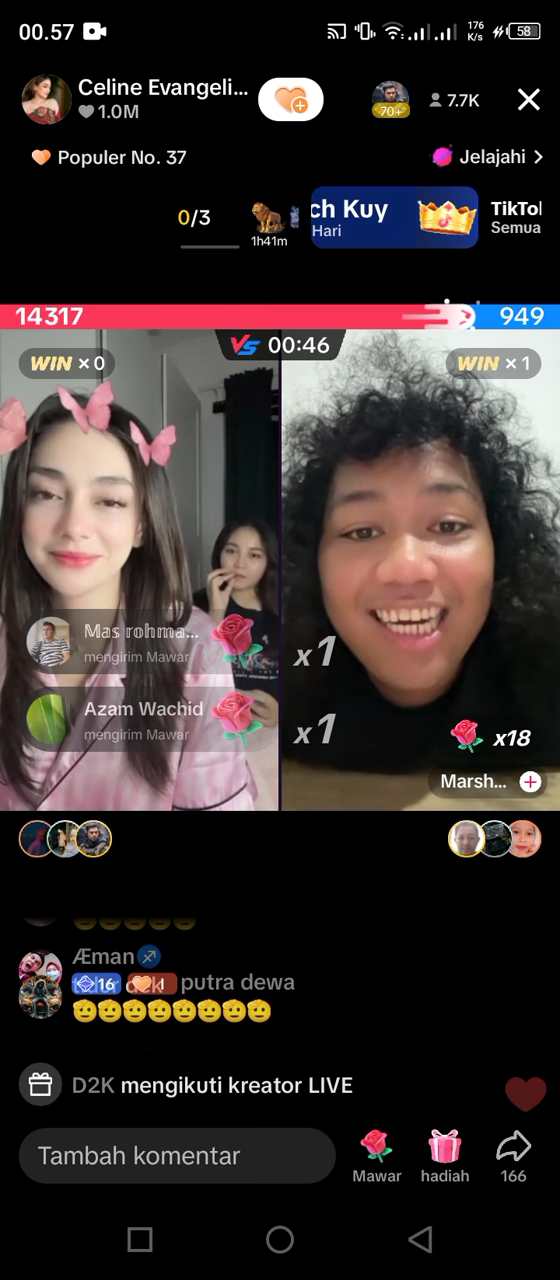 00.57
176
K/s
58
Celine Evangeli...
1.0M
70+
7.7K
Populer No. 37
Jelajahi
0/3
1h41m
ch Kuy
Hari
TikTo
Semua
14317
949
VS 00:46
WIN ×0
WIN ×1
Mas rohma...
mengirim Mawar
x1
Azam Wachid
mengirim Mawar
x1
x18
Marsh...
Æman
16
putra dewa
D2K mengikuti kreator LIVE
Tambah komentar
Mawar
hadiah
166